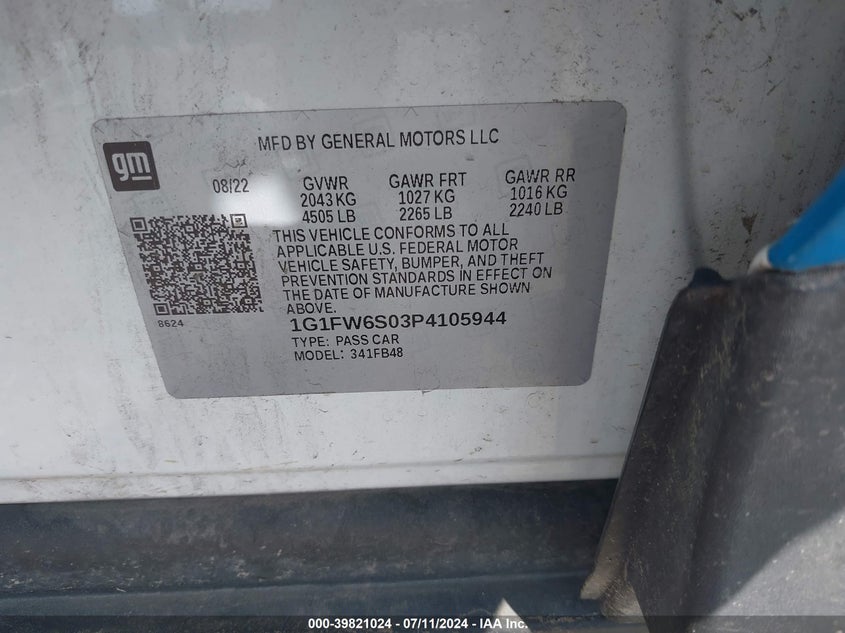 MFD BY GENERAL MOTORS LLC
gm
08/22 GVWR GAWR FRT GAWR RR
2043 KG 1027 KG 1016 KG
4505 LB 2265 LB 2240 LB
THIS VEHICLE CONFORMS TO ALL
APPLICABLE U.S. FEDERAL MOTOR
VEHICLE SAFETY, BUMPER, AND THEFT
PREVENTION STANDARDS IN EFFECT ON
THE DATE OF MANUFACTURE SHOWN
ABOVE.
8624
1G1FW6S03P4105944
TYPE: PASS CAR
MODEL: 341FB48
000-39821024 - 07/11/2024 - IAA Inc.